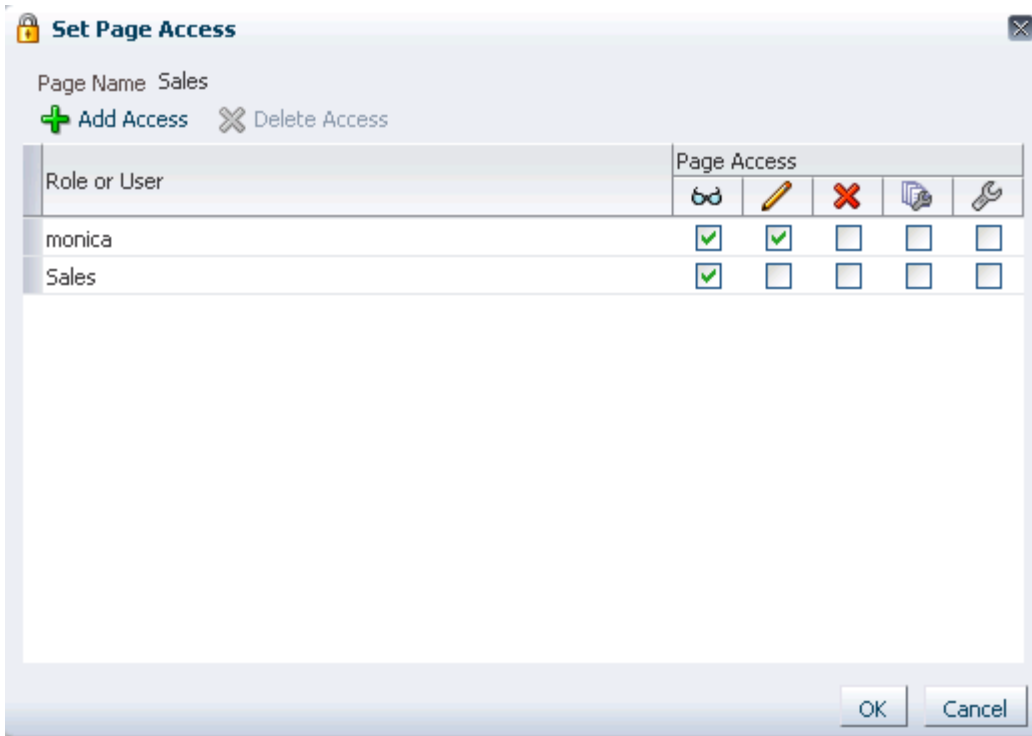 Set Page Access
Page Name Sales
Add Access Delete Access
Role or User
Page Access
monica
Sales
OK Cancel